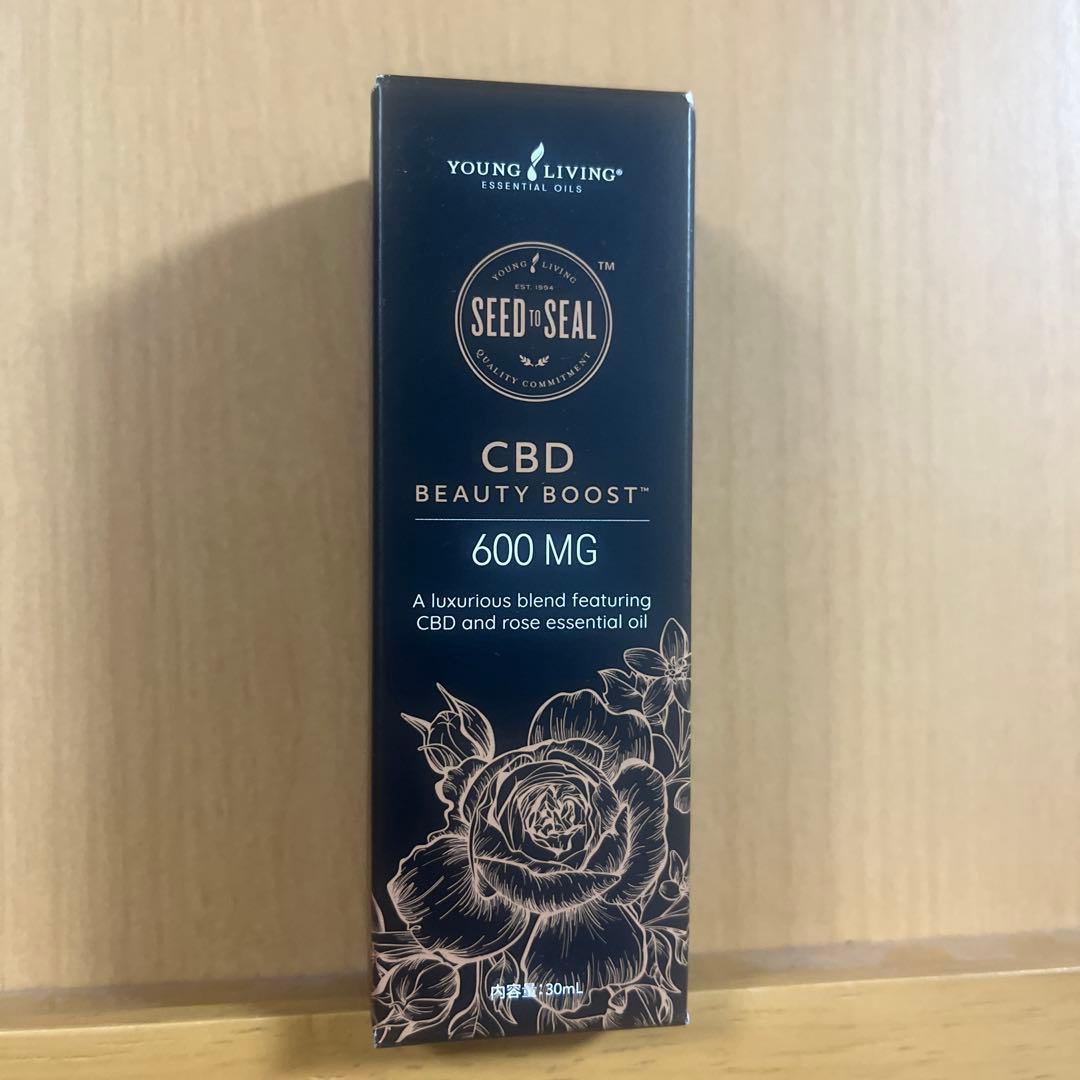 YOUNG LIVING®
ESSENTIAL OILS
YOUNG LIVING
TM
EST. 1994
SEED TO SEAL
QUALITY COMMITMENT
CBD
BEAUTY BOOST™
600 MG
A luxurious blend featuring
CBD and rose essential oil
内容量:30mL